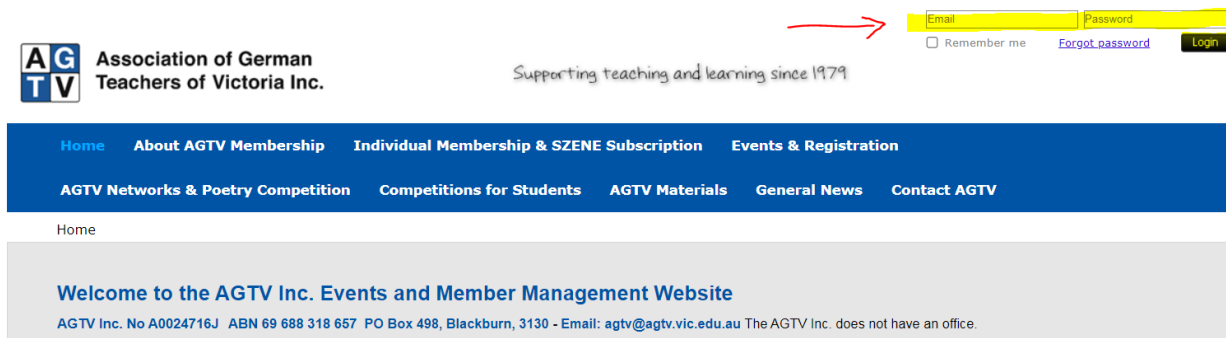 Email Password
Remember me Forgot password Login
AG Association of German
TV Teachers of Victoria Inc.
Supporting teaching and learning since 1979
Home About AGTV Membership Individual Membership & SZENE Subscription Events & Registration
AGTV Networks & Poetry Competition Competitions for Students AGTV Materials General News Contact AGTV
Home
Welcome to the AGTV Inc. Events and Member Management Website
AGTV Inc. No A0024716J ABN 69 688 318 657 PO Box 498, Blackburn, 3130 - Email: agtv@agtv.vic.edu.au The AGTV Inc. does not have an office.